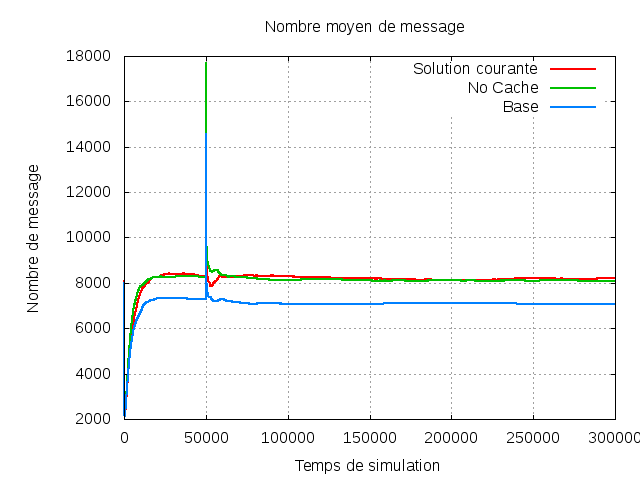 Nombre moyen de message
18000
16000
14000
12000
10000
8000
6000
4000
2000
Nombre de message
Solution courante
No Cache
Base
0 50000 100000 150000 200000 250000 300000
Temps de simulation